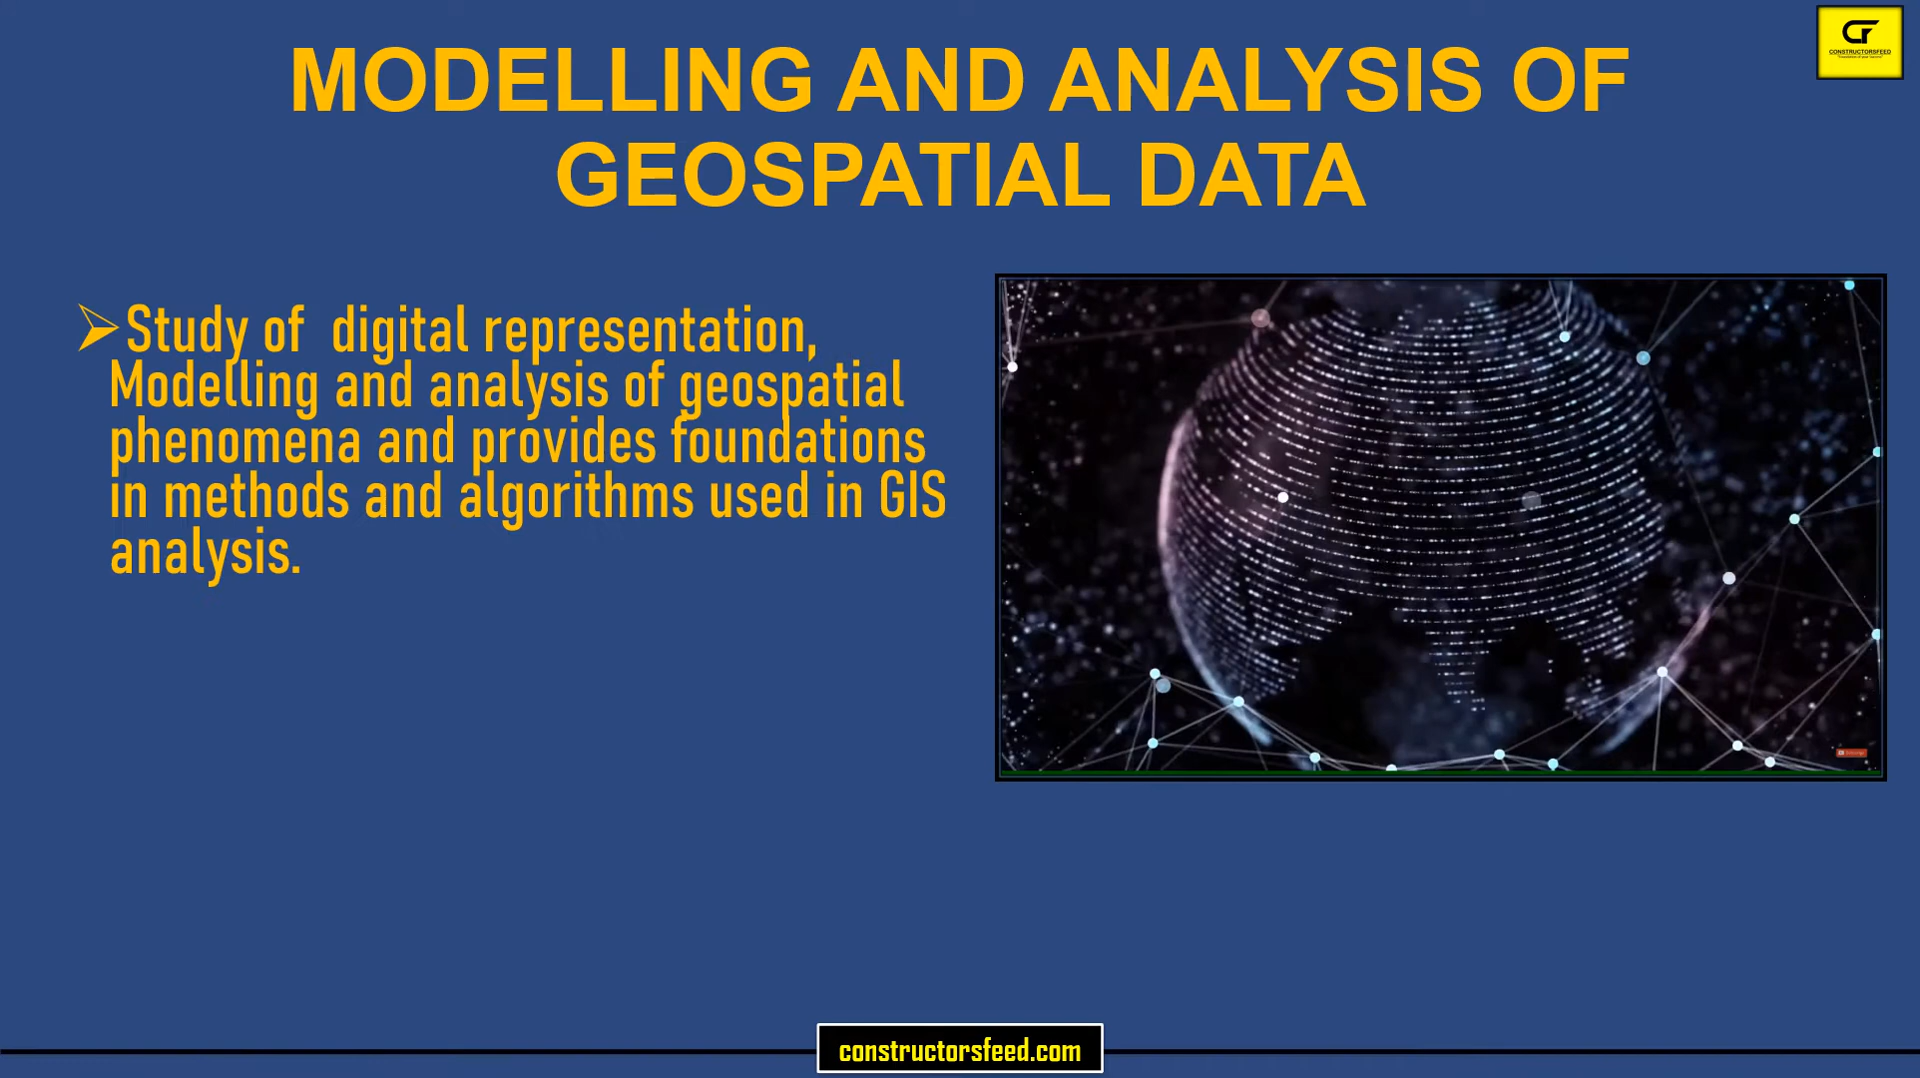 CONSTRUCTORSFEED
MODELLING AND ANALYSIS OF
GEOSPATIAL DATA
➢Study of digital representation,
Modelling and analysis of geospatial
phenomena and provides foundations
in methods and algorithms used in GIS
analysis.
constructorsfeed.com